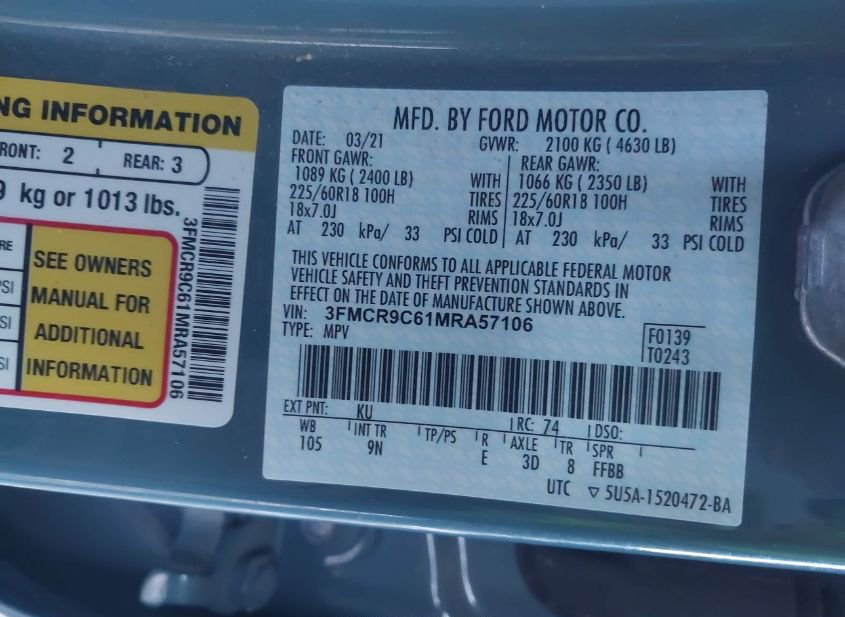 NG INFORMATION
RONT: 2 REAR: 3
kg or 1013 lbs.
RE
SI
SI
SI
SEE OWNERS
MANUAL FOR
ADDITIONAL
INFORMATION
3FMCR9C61MRA57106
MFD. BY FORD MOTOR CO.
DATE: 03/21 GVWR: 2100 KG ( 4630 LB)
FRONT GAWR: REAR GAWR:
1089 KG ( 2400 LB) WITH 1066 KG ( 2350 LB) WITH
225/60R18 100H TIRES 225/60R18 100H TIRES
18x7.0J RIMS 18x7.0J RIMS
AT 230 kPa/ 33 PSI COLD AT 230 kPa/ 33 PSI COLD
THIS VEHICLE CONFORMS TO ALL APPLICABLE FEDERAL MOTOR
VEHICLE SAFETY AND THEFT PREVENTION STANDARDS IN
EFFECT ON THE DATE OF MANUFACTURE SHOWN ABOVE.
VIN: 3FMCR9C61MRA57106
TYPE: MPV
F0139
T0243
EXT PNT: KU RC: 74 DSO:
WB INT TR TP/PS R AXLE TR SPR
105 9N E 3D 8 FFBB
UTC ▽ 5U5A-1520472-BA